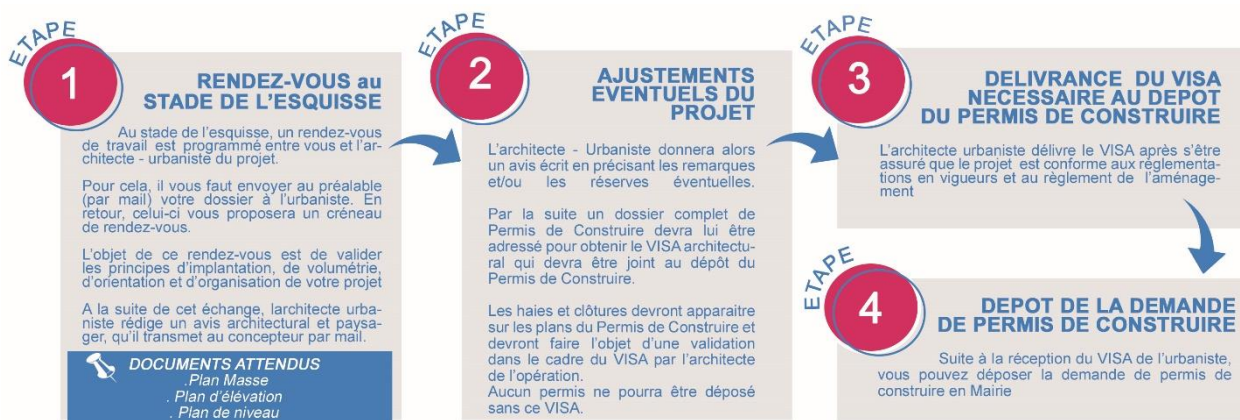 ETAPE
1
RENDEZ-VOUS au
STADE DE L'ESQUISSE
Au stade de l'esquisse, un rendez-vous
de travail est programmé entre vous et l'ar-
chitecte - urbaniste du projet.
Pour cela, il vous faut envoyer au préalable
(par mail) votre dossier à l'urbaniste. En
retour, celui-ci vous proposera un créneau
de rendez-vous.
L'objet de ce rendez-vous est de valider
les principes d'implantation, de volumétrie,
d'orientation et d'organisation de votre projet
A la suite de cet échange, larchitecte urba-
niste rédige un avis architectural et paysa-
ger, qu'il transmet au concepteur par mail.
DOCUMENTS ATTENDUS
.Plan Masse
. Plan d'élévation
. Plan de niveau
ETAPE
2
AJUSTEMENTS
EVENTUELS DU
PROJET
L'architecte - Urbaniste donnera alors
un avis écrit en précisant les remarques
et/ou les réserves éventuelles.
Par la suite un dossier complet de
Permis de Construire devra lui être
adressé pour obtenir le VISA architectu-
ral qui devra être joint au dépôt du
Permis de Construire.
Les haies et clôtures devront apparaitre
sur les plans du Permis de Construire et
devront faire l'objet d'une validation
dans le cadre du VISA par l'architecte
de l'opération.
Aucun permis ne pourra être déposé
sans ce VISA.
ETAPE
3
DELIVRANCE DU VISA
NECESSAIRE AU DEPOT
DU PERMIS DE CONSTRUIRE
L'architecte urbaniste délivre le VISA après s'être
assuré que le projet est conforme aux réglementa-
tions en vigueurs et au règlement de l'aménage-
ment
ETAPE
4
DEPOT DE LA DEMANDE
DE PERMIS DE CONSTRUIRE
Suite à la réception du VISA de l'urbaniste,
vous pouvez déposer la demande de permis de
construire en Mairie